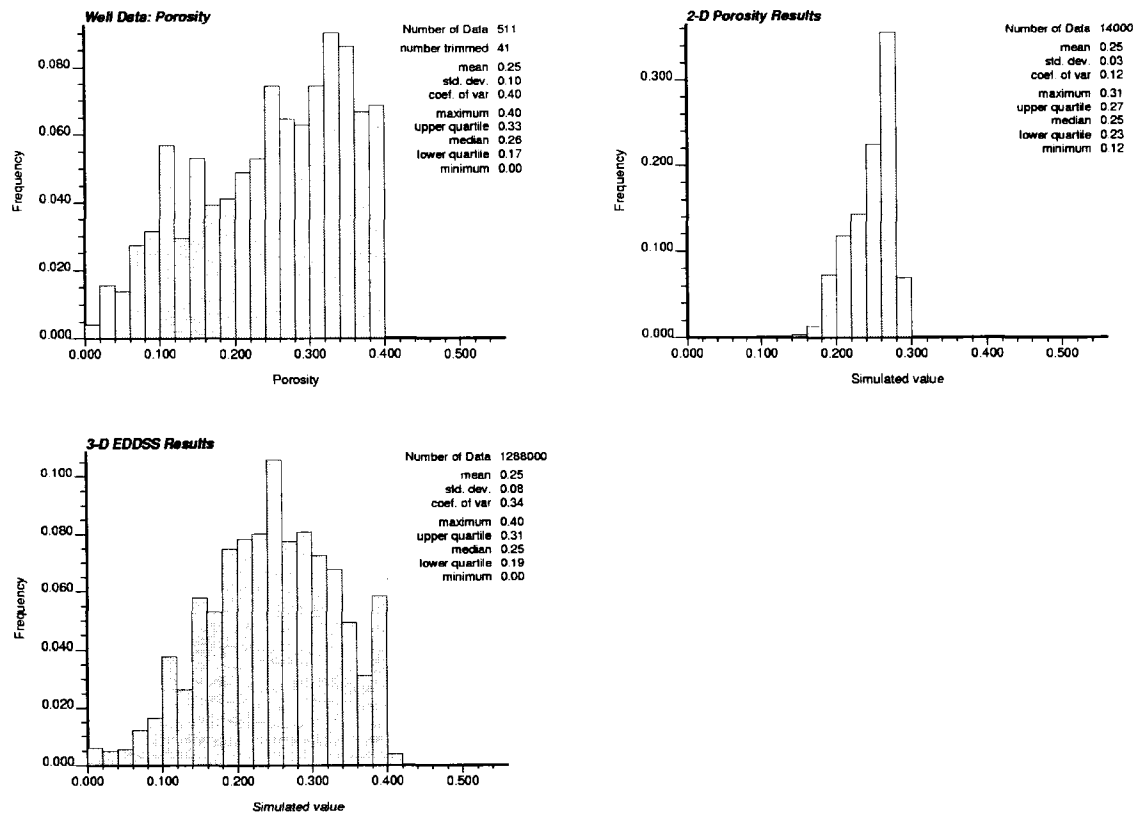 Well Data: Porosity
Number of Data 511
number trimmed 41
mean 0.25
std. dev. 0.10
coef. of var 0.40
maximum 0.40
upper quartile 0.33
median 0.26
lower quartile 0.17
minimum 0.00
Frequency
0.080
0.060
0.040
0.020
0.000
0.000 0.100 0.200 0.300 0.400 0.500
Porosity
2-D Porosity Results
Number of Data 14000
mean 0.25
std. dev. 0.03
coef. of var 0.12
maximum 0.31
upper quartile 0.27
median 0.25
lower quartile 0.23
minimum 0.12
Frequency
0.300
0.200
0.100
0.000
0.000 0.100 0.200 0.300 0.400 0.500
Simulated value
3-D EDDSS Results
Number of Data 1288000
mean 0.25
std. dev. 0.08
coef. of var 0.34
maximum 0.40
upper quartile 0.31
median 0.25
lower quartile 0.19
minimum 0.00
Frequency
0.100
0.080
0.060
0.040
0.020
0.000
0.000 0.100 0.200 0.300 0.400 0.500
Simulated value